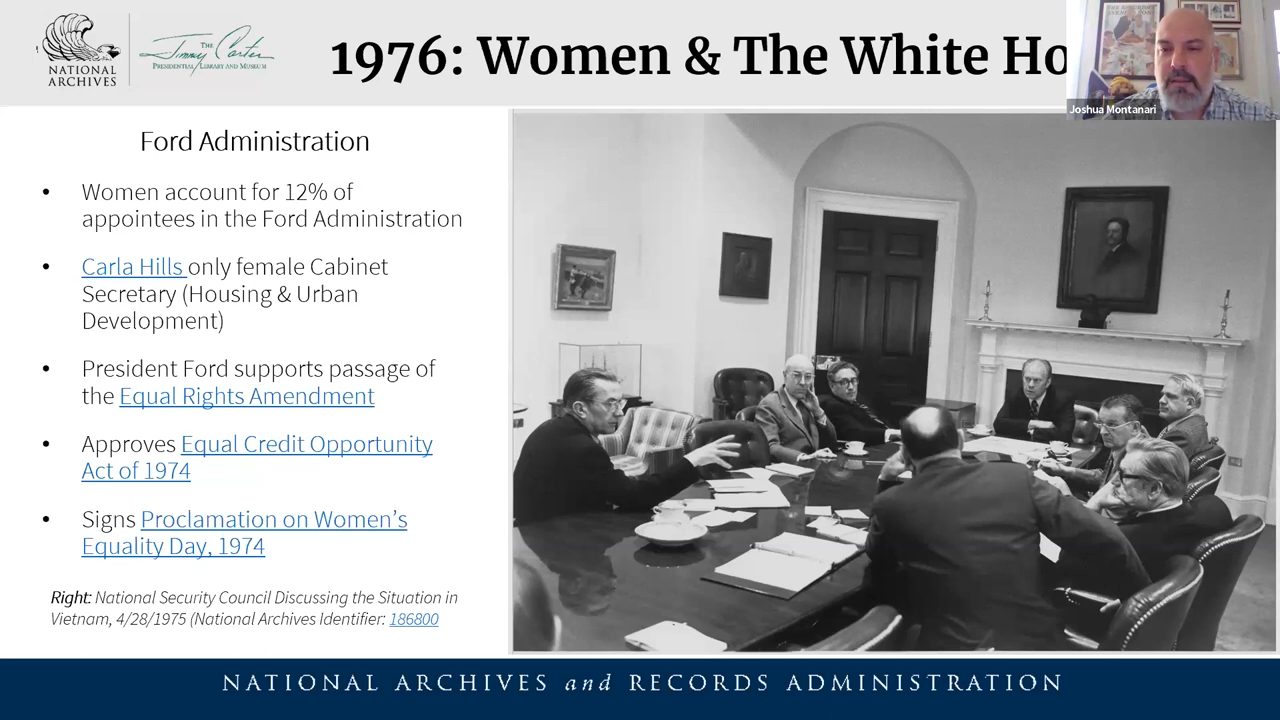 NATIONAL
ARCHIVES
THE
Jimmy Carter
PRESIDENTIAL LIBRARY AND MUSEUM
1976: Women & The White Ho
Joshua Montanari
Ford Administration
• Women account for 12% of
appointees in the Ford Administration
• Carla Hills only female Cabinet
Secretary (Housing & Urban
Development)
• President Ford supports passage of
the Equal Rights Amendment
• Approves Equal Credit Opportunity
Act of 1974
• Signs Proclamation on Women’s
Equality Day, 1974
Right: National Security Council Discussing the Situation in
Vietnam, 4/28/1975 (National Archives Identifier: 186800
NATIONAL ARCHIVES and RECORDS ADMINISTRATION